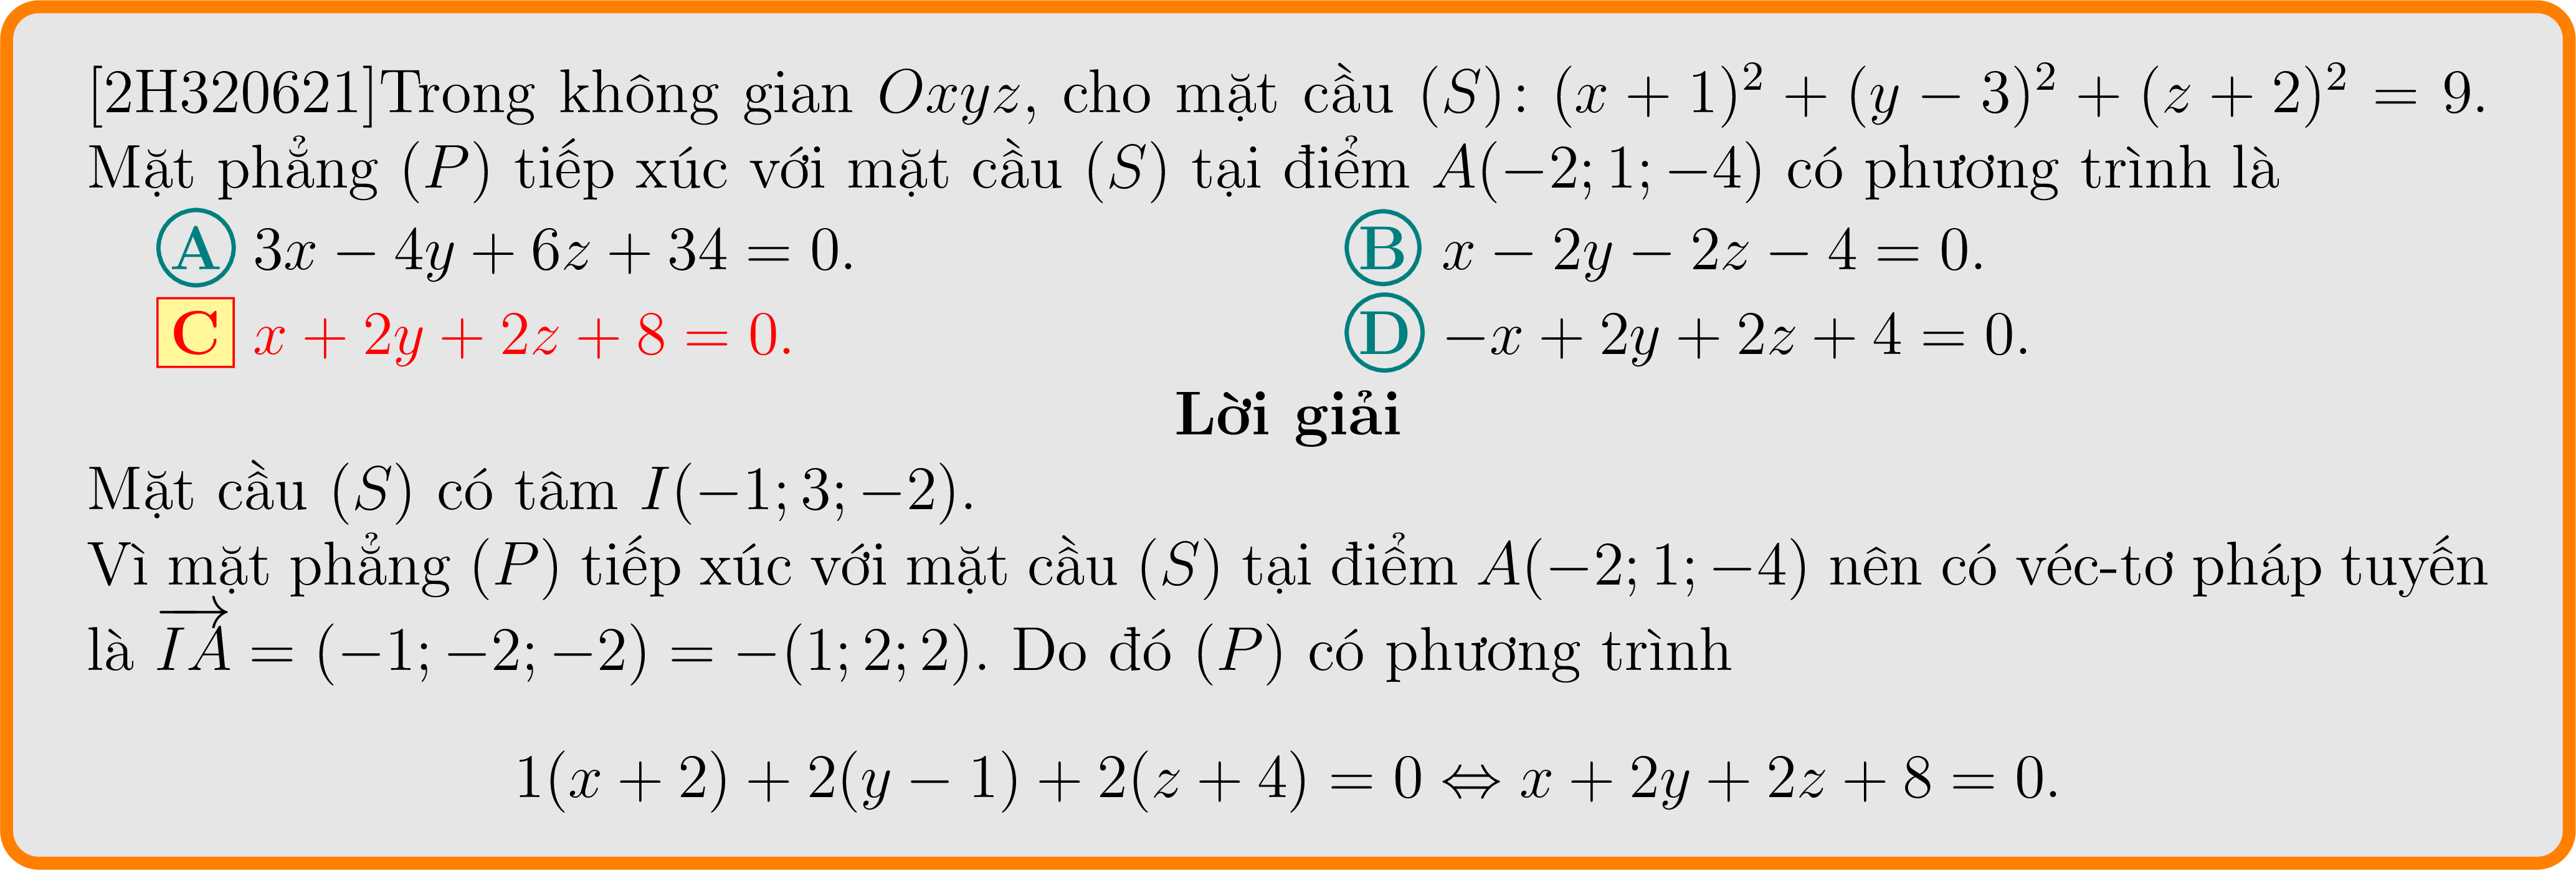 [2H320621]Trong không gian Oxyz, cho mặt cầu (S): (x + 1)² + (y − 3)² + (z + 2)² = 9.
Mặt phẳng (P) tiếp xúc với mặt cầu (S) tại điểm A(−2; 1; −4) có phương trình là
A 3x − 4y + 6z + 34 = 0. B x − 2y − 2z − 4 = 0.
C x + 2y + 2z + 8 = 0. D −x + 2y + 2z + 4 = 0.
Lời giải
Mặt cầu (S) có tâm I(−1; 3; −2).
Vì mặt phẳng (P) tiếp xúc với mặt cầu (S) tại điểm A(−2; 1; −4) nên có véc-tơ pháp tuyến
là \overrightarrow{IA} = (−1; −2; −2) = −(1; 2; 2). Do đó (P) có phương trình
1(x + 2) + 2(y − 1) + 2(z + 4) = 0 ⇔ x + 2y + 2z + 8 = 0.